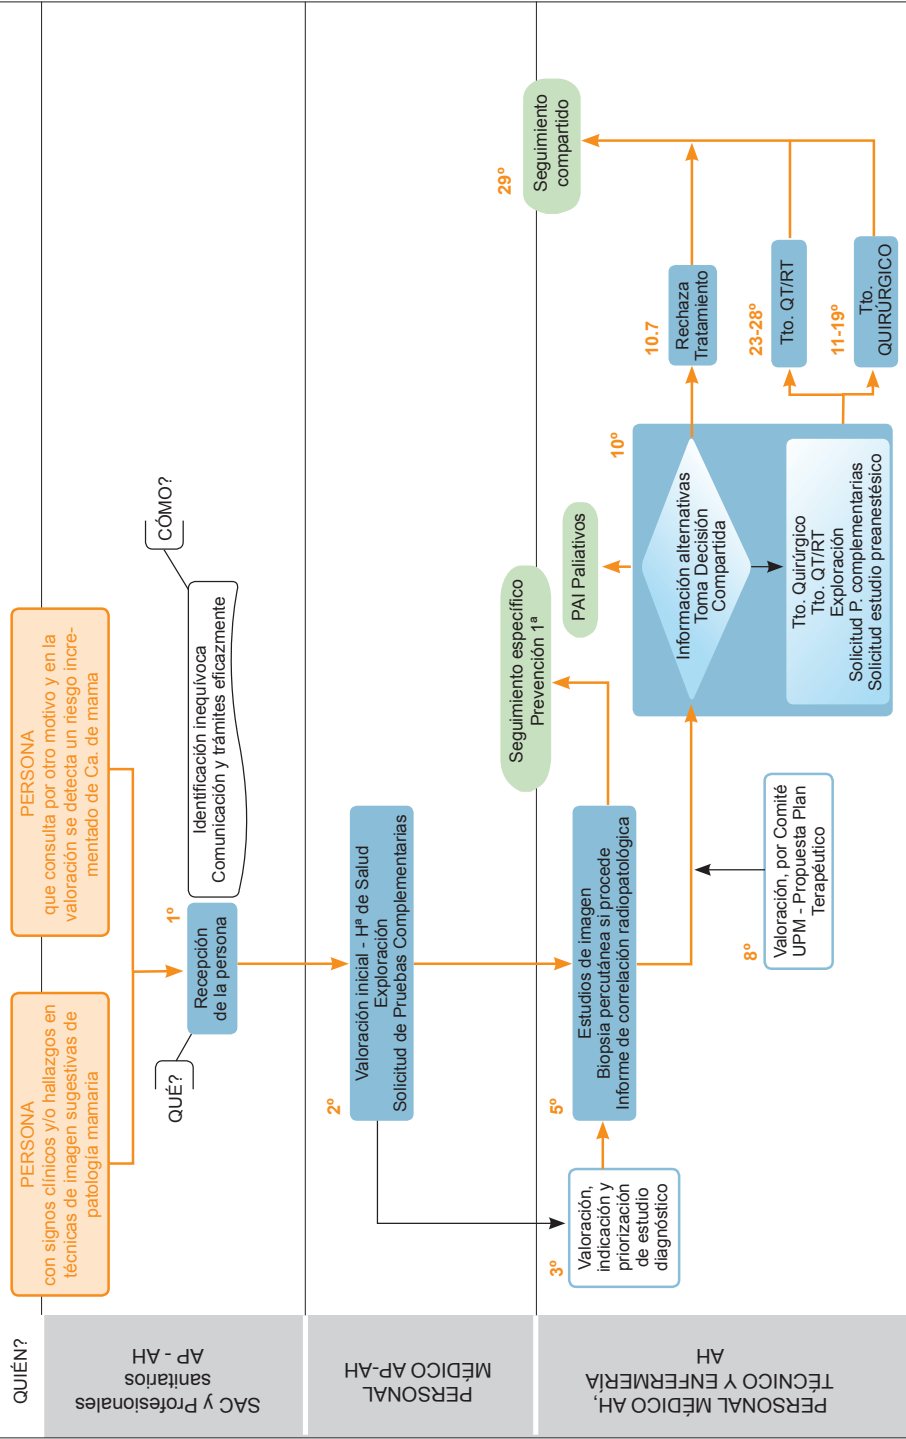 QUIÉN?
PERSONA
con signos clínicos y/o hallazgos en
técnicas de imagen sugestivas de
patología mamaria
PERSONA
que consulta por otro motivo y en la
valoración se detecta un riesgo incre-
mentado de Ca. de mama
SAC y Profesionales
sanitarios
AP - AH
QUÉ?
1º
Recepción
de la persona
Identificación inequívoca
Comunicación y trámites eficazmente
CÓMO?
PERSONAL
MÉDICO AP-AH
2º
Valoración inicial - Hª de Salud
Exploración
Solicitud de Pruebas Complementarias
PERSONAL MÉDICO AH,
TÉCNICO Y ENFERMERÍA
AH
3º
Valoración,
indicación y
priorización
de estudio
diagnóstico
5º
Estudios de imagen
Biopsia percutánea si procede
Informe de correlación radiopatológica
Seguimiento específico
Prevención 1ª
8º
Valoración, por Comité
UPM - Propuesta Plan
Terapéutico
PAI Paliativos
10º
Información alternativas
Toma Decisión
Compartida
Tto. Quirúrgico
Tto. QT/RT
Exploración
Solicitud P. complementarias
Solicitud estudio preanestésico
10.7
Rechaza
Tratamiento
23-28º
Tto. QT/RT
11-19º
Tto.
QUIRÚRGICO
29º
Seguimiento
compartido